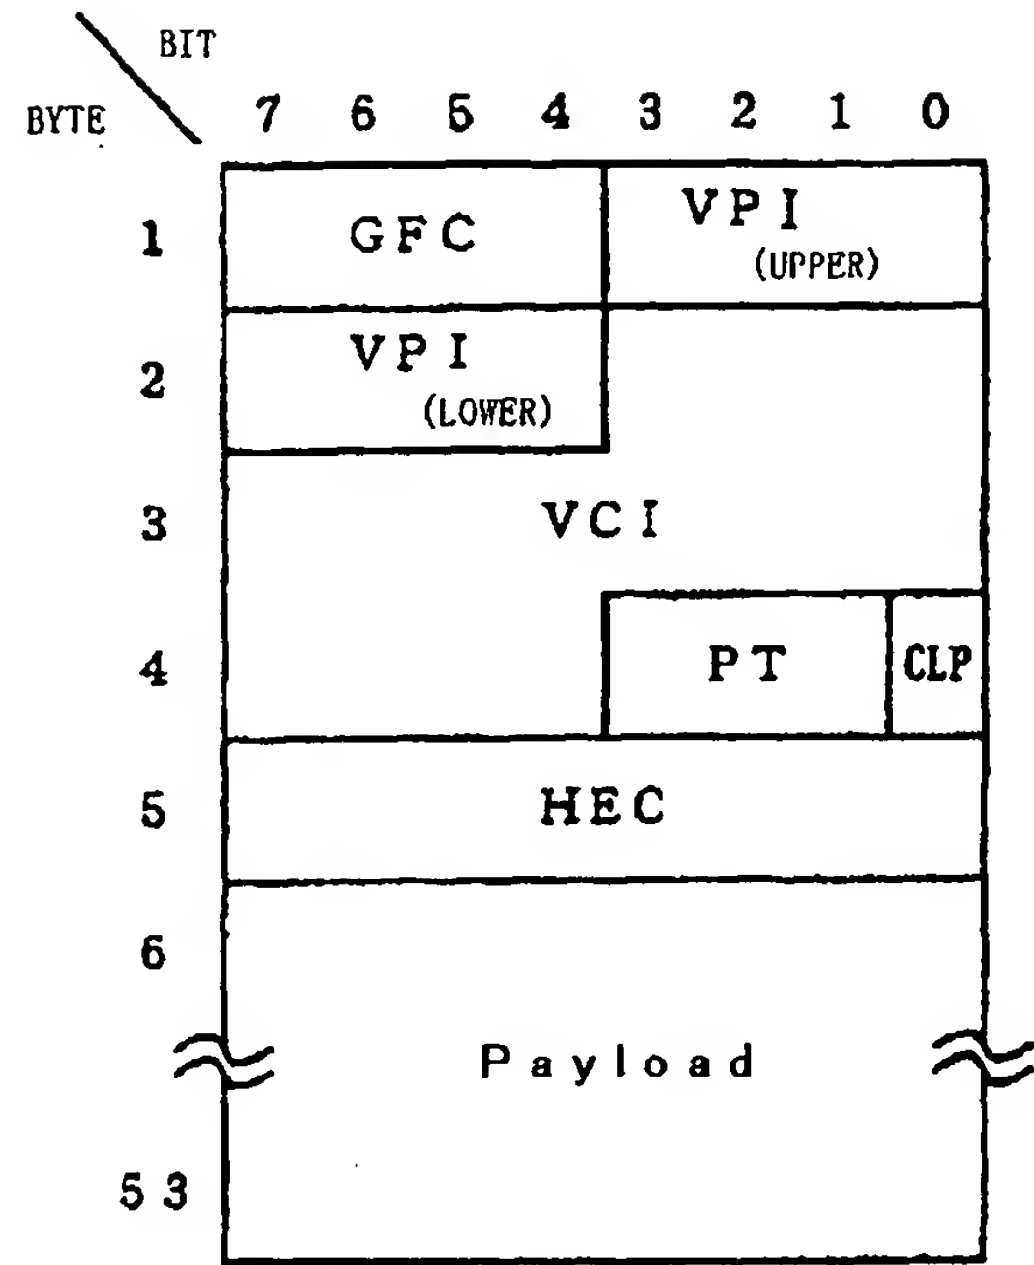 BIT
BYTE
7 6 5 4 3 2 1 0
1 GFC VPI
(UPPER)
2 VPI
(LOWER)
3 VCI
4 PT CLP
5 HEC
6
Payload
53